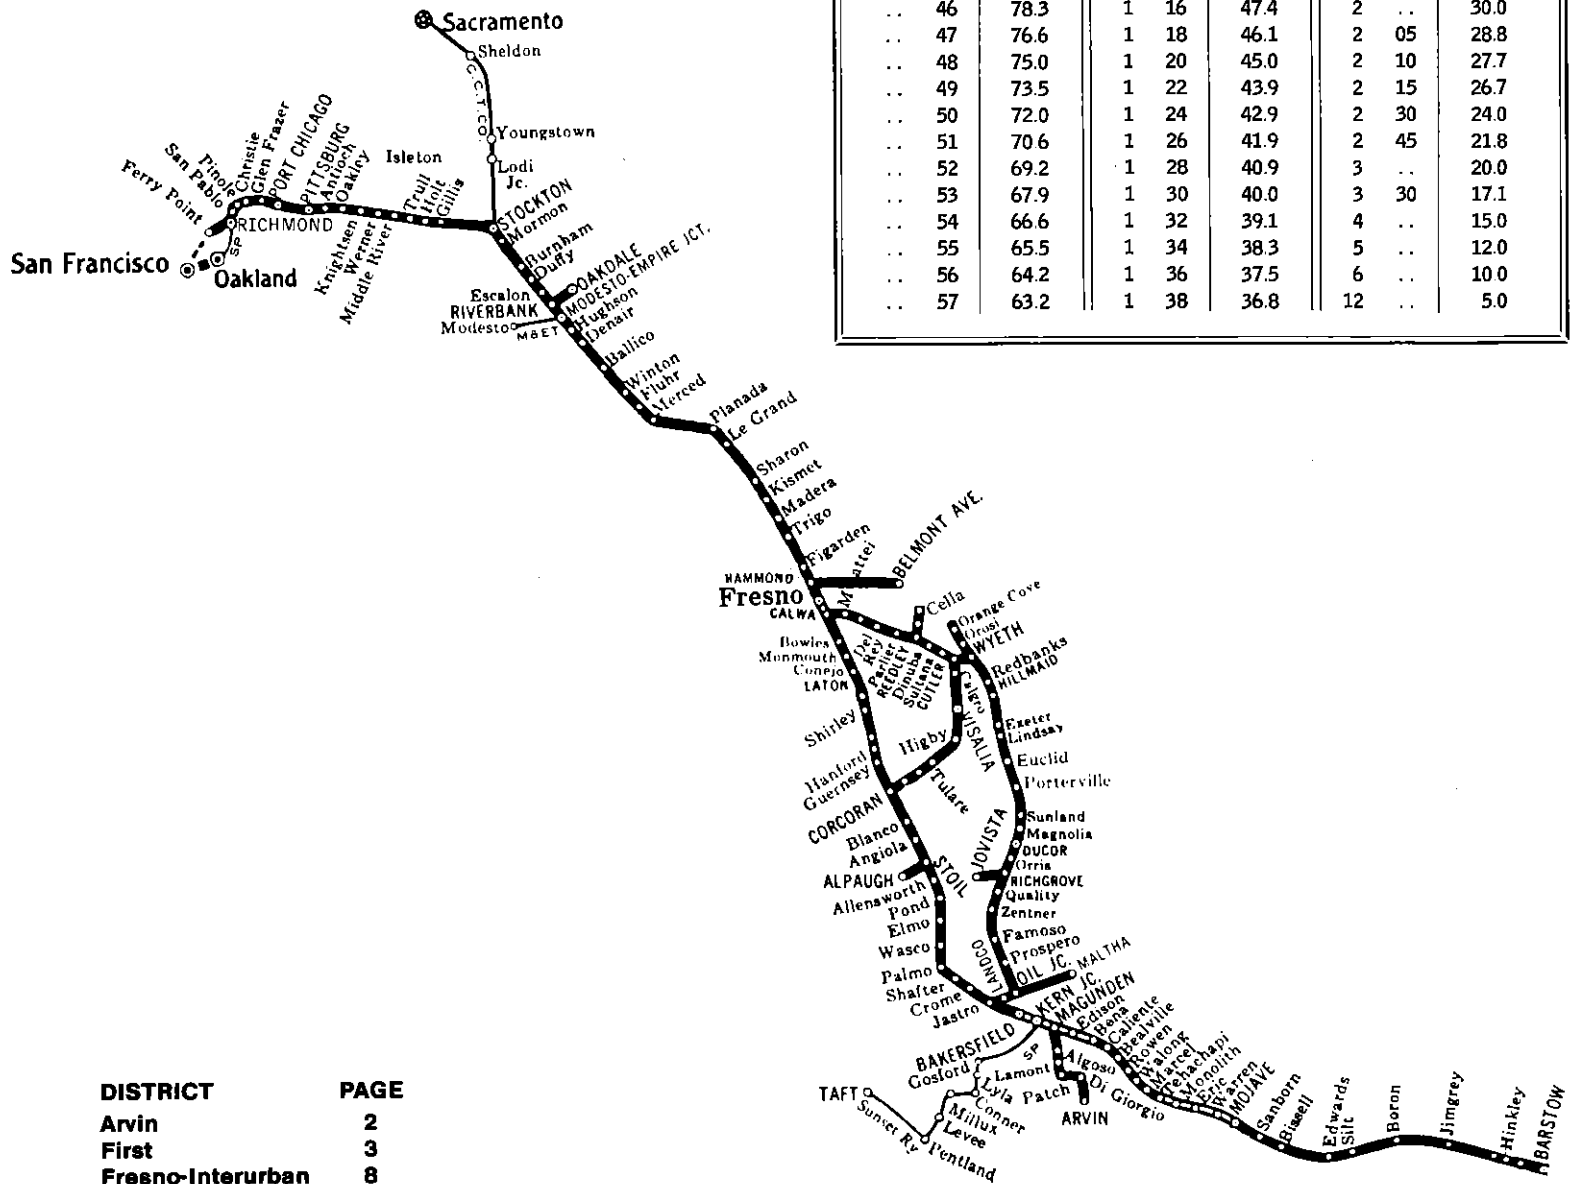 Sacramento
Sheldon
C.C.T.CO.
Youngstown
Lodi
Jc.
Isleton
Ferry Point
San Pablo
Pinole
Christie
Glen Frazer
PORT CHICAGO
PITTSBURG
Antioch
Oakley
Trull
Holt
Gillis
STOCKTON
Mormon
RICHMOND
SP
San Francisco
Oakland
Knightsen
Werner
Middle River
Burnham
Duffy
OAKDALE
MODESTO-EMPIRE JCT.
Escalon
RIVERBANK
Modesto
M&ET
Hughson
Denair
Ballico
Winton
Fluhr
Merced
Planada
Le Grand
Sharon
Kismet
Madera
Trigo
Figarden
BELMONT AVE.
HAMMOND
Fresno
CALWA
Cella
Orange Cove
Orosi
WYETH
Redbanks
HILLMAID
Bowles
Monmouth
Conejo
LATON
Del
Rey
Parlier
REEDLEY
Dinuba
Sultana
CUTLER
Calgro
VISALIA
Shirley
Higby
Exeter
Lindsay
Euclid
Porterville
Hanford
Guernsey
Tulare
CORCORAN
Blanco
Angiola
JOVISTA
Sunland
Magnolia
DUCOR
Orris
RICHGROVE
Quality
Zentner
ALPAUGH
STOIL
Allensworth
Pond
Elmo
Wasco
Famoso
Prospero
Palmo
Shafter
Crome
Jastro
LANDCO
OIL JC.
MALTHA
KERN JC.
MAGUNDEN
Edison
Bena
Caliente
Bealville
Rowen
Walong
Marcel
Tehachapi
Monolith
Eric
Warren
MOJAVE
Sanborn
Bissell
Edwards
Silt
Boron
Jimgrey
Hinkley
BARSTOW
BAKERSFIELD
SP
Gosford
Lyla
Conner
Millux
Levee
Pentland
TAFT
Sunset Ry
Algoso
Lamont
Patch
Di Giorgio
ARVIN
.. 46 78.3 1 16 47.4 2 .. 30.0
.. 47 76.6 1 18 46.1 2 05 28.8
.. 48 75.0 1 20 45.0 2 10 27.7
.. 49 73.5 1 22 43.9 2 15 26.7
.. 50 72.0 1 24 42.9 2 30 24.0
.. 51 70.6 1 26 41.9 2 45 21.8
.. 52 69.2 1 28 40.9 3 .. 20.0
.. 53 67.9 1 30 40.0 3 30 17.1
.. 54 66.6 1 32 39.1 4 .. 15.0
.. 55 65.5 1 34 38.3 5 .. 12.0
.. 56 64.2 1 36 37.5 6 .. 10.0
.. 57 63.2 1 38 36.8 12 .. 5.0
DISTRICT PAGE
Arvin 2
First 3
Fresno-Interurban 8